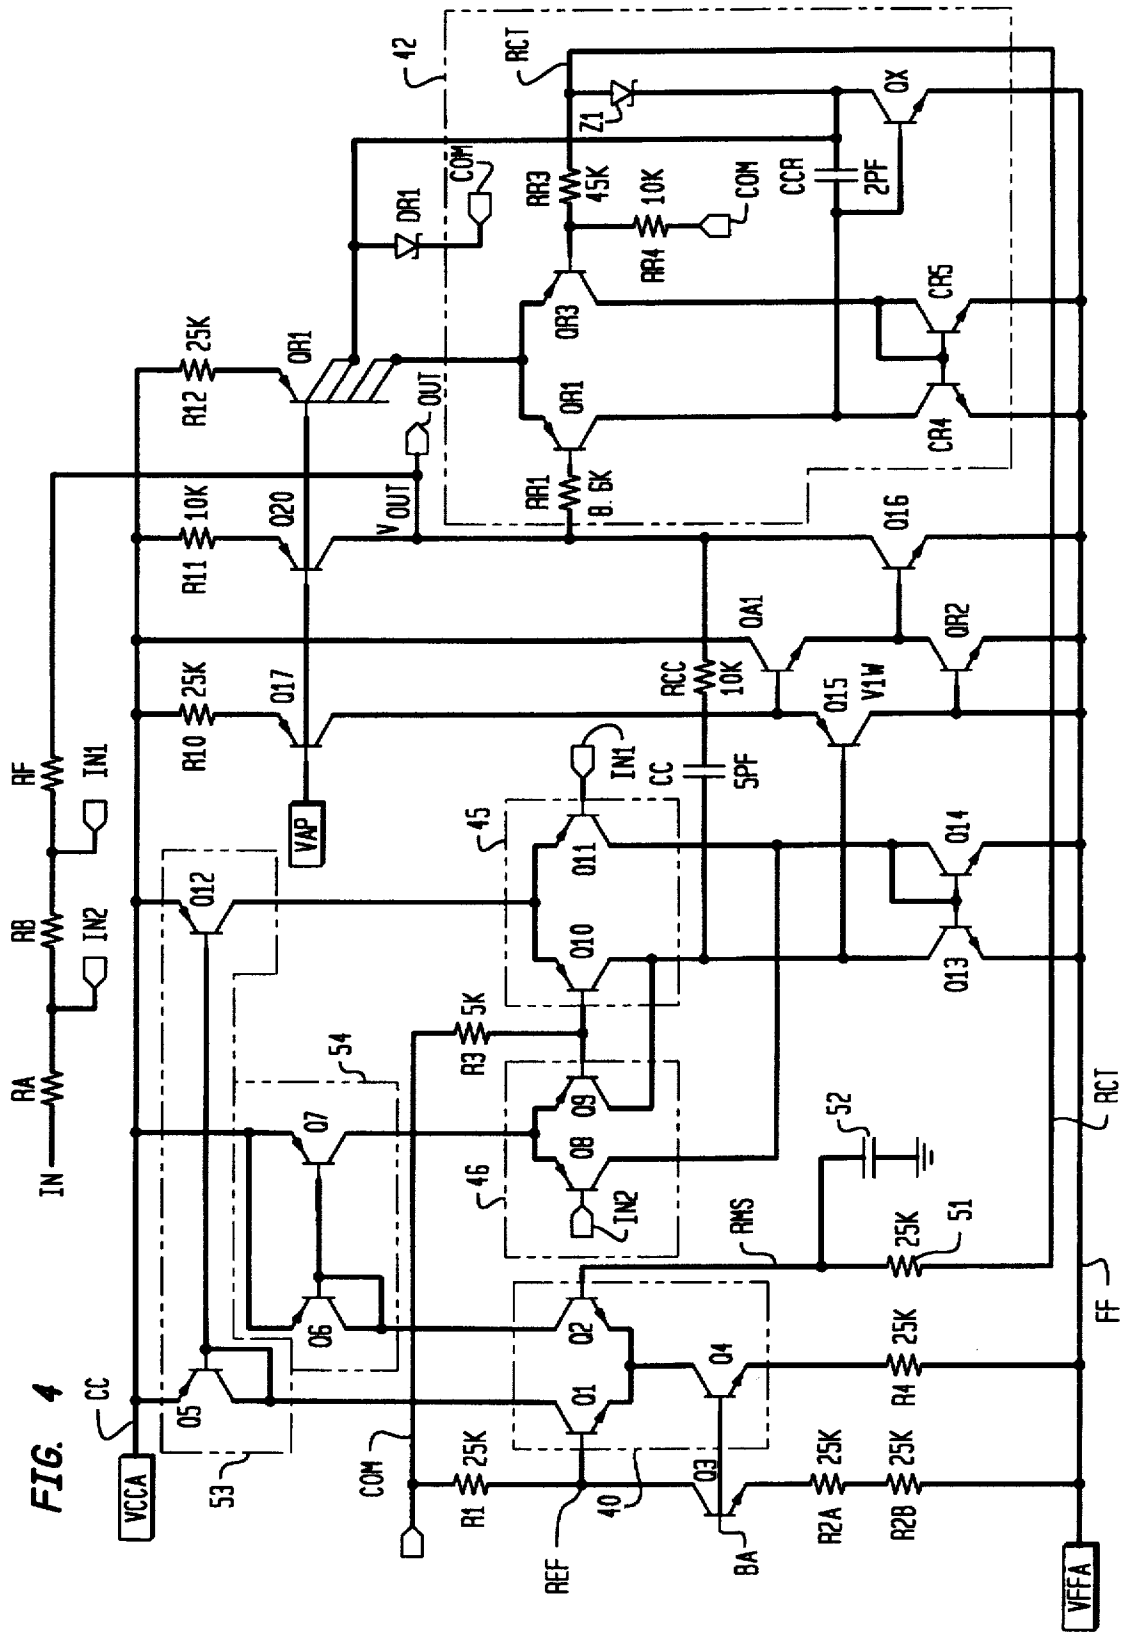 FIG. 4
IN
RA
RB
RF
IN2
IN1
VCCA
CC
53
Q5
Q12
54
Q6
Q7
R10
25K
R11
10K
R12
25K
Q17
Q20
QR1
VAP
DR1
COM
OUT
V OUT
42
RCT
COM
R1
25K
REF
R3
5K
40
Q1
Q2
46
IN2
Q8
Q9
45
Q10
Q11
IN1
RR1
8.6K
QR1
QR3
RR3
45K
RR4
10K
COM
Z1
BA
Q3
Q4
RMS
CC
5PF
RCC
10K
QA1
Q15
V1W
QR2
Q16
CCR
2PF
QX
R2A
25K
R2B
25K
R4
25K
25K
51
52
Q13
Q14
CR4
CR5
VFFA
FF
RCT